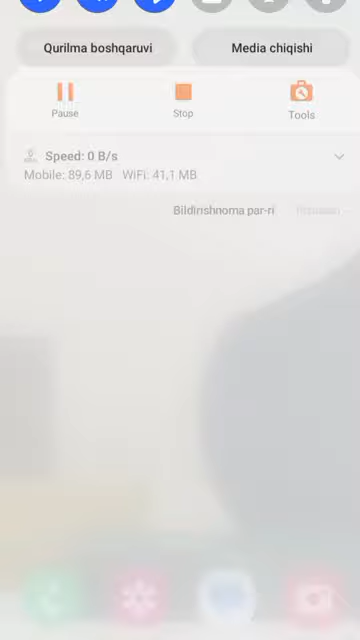 Qurilma boshqaruvi
Media chiqishi
Pause
Stop
Tools
Speed: 0 B/s
Mobile: 89,6 MB WiFi: 41,1 MB
Bildirishnoma par-ri